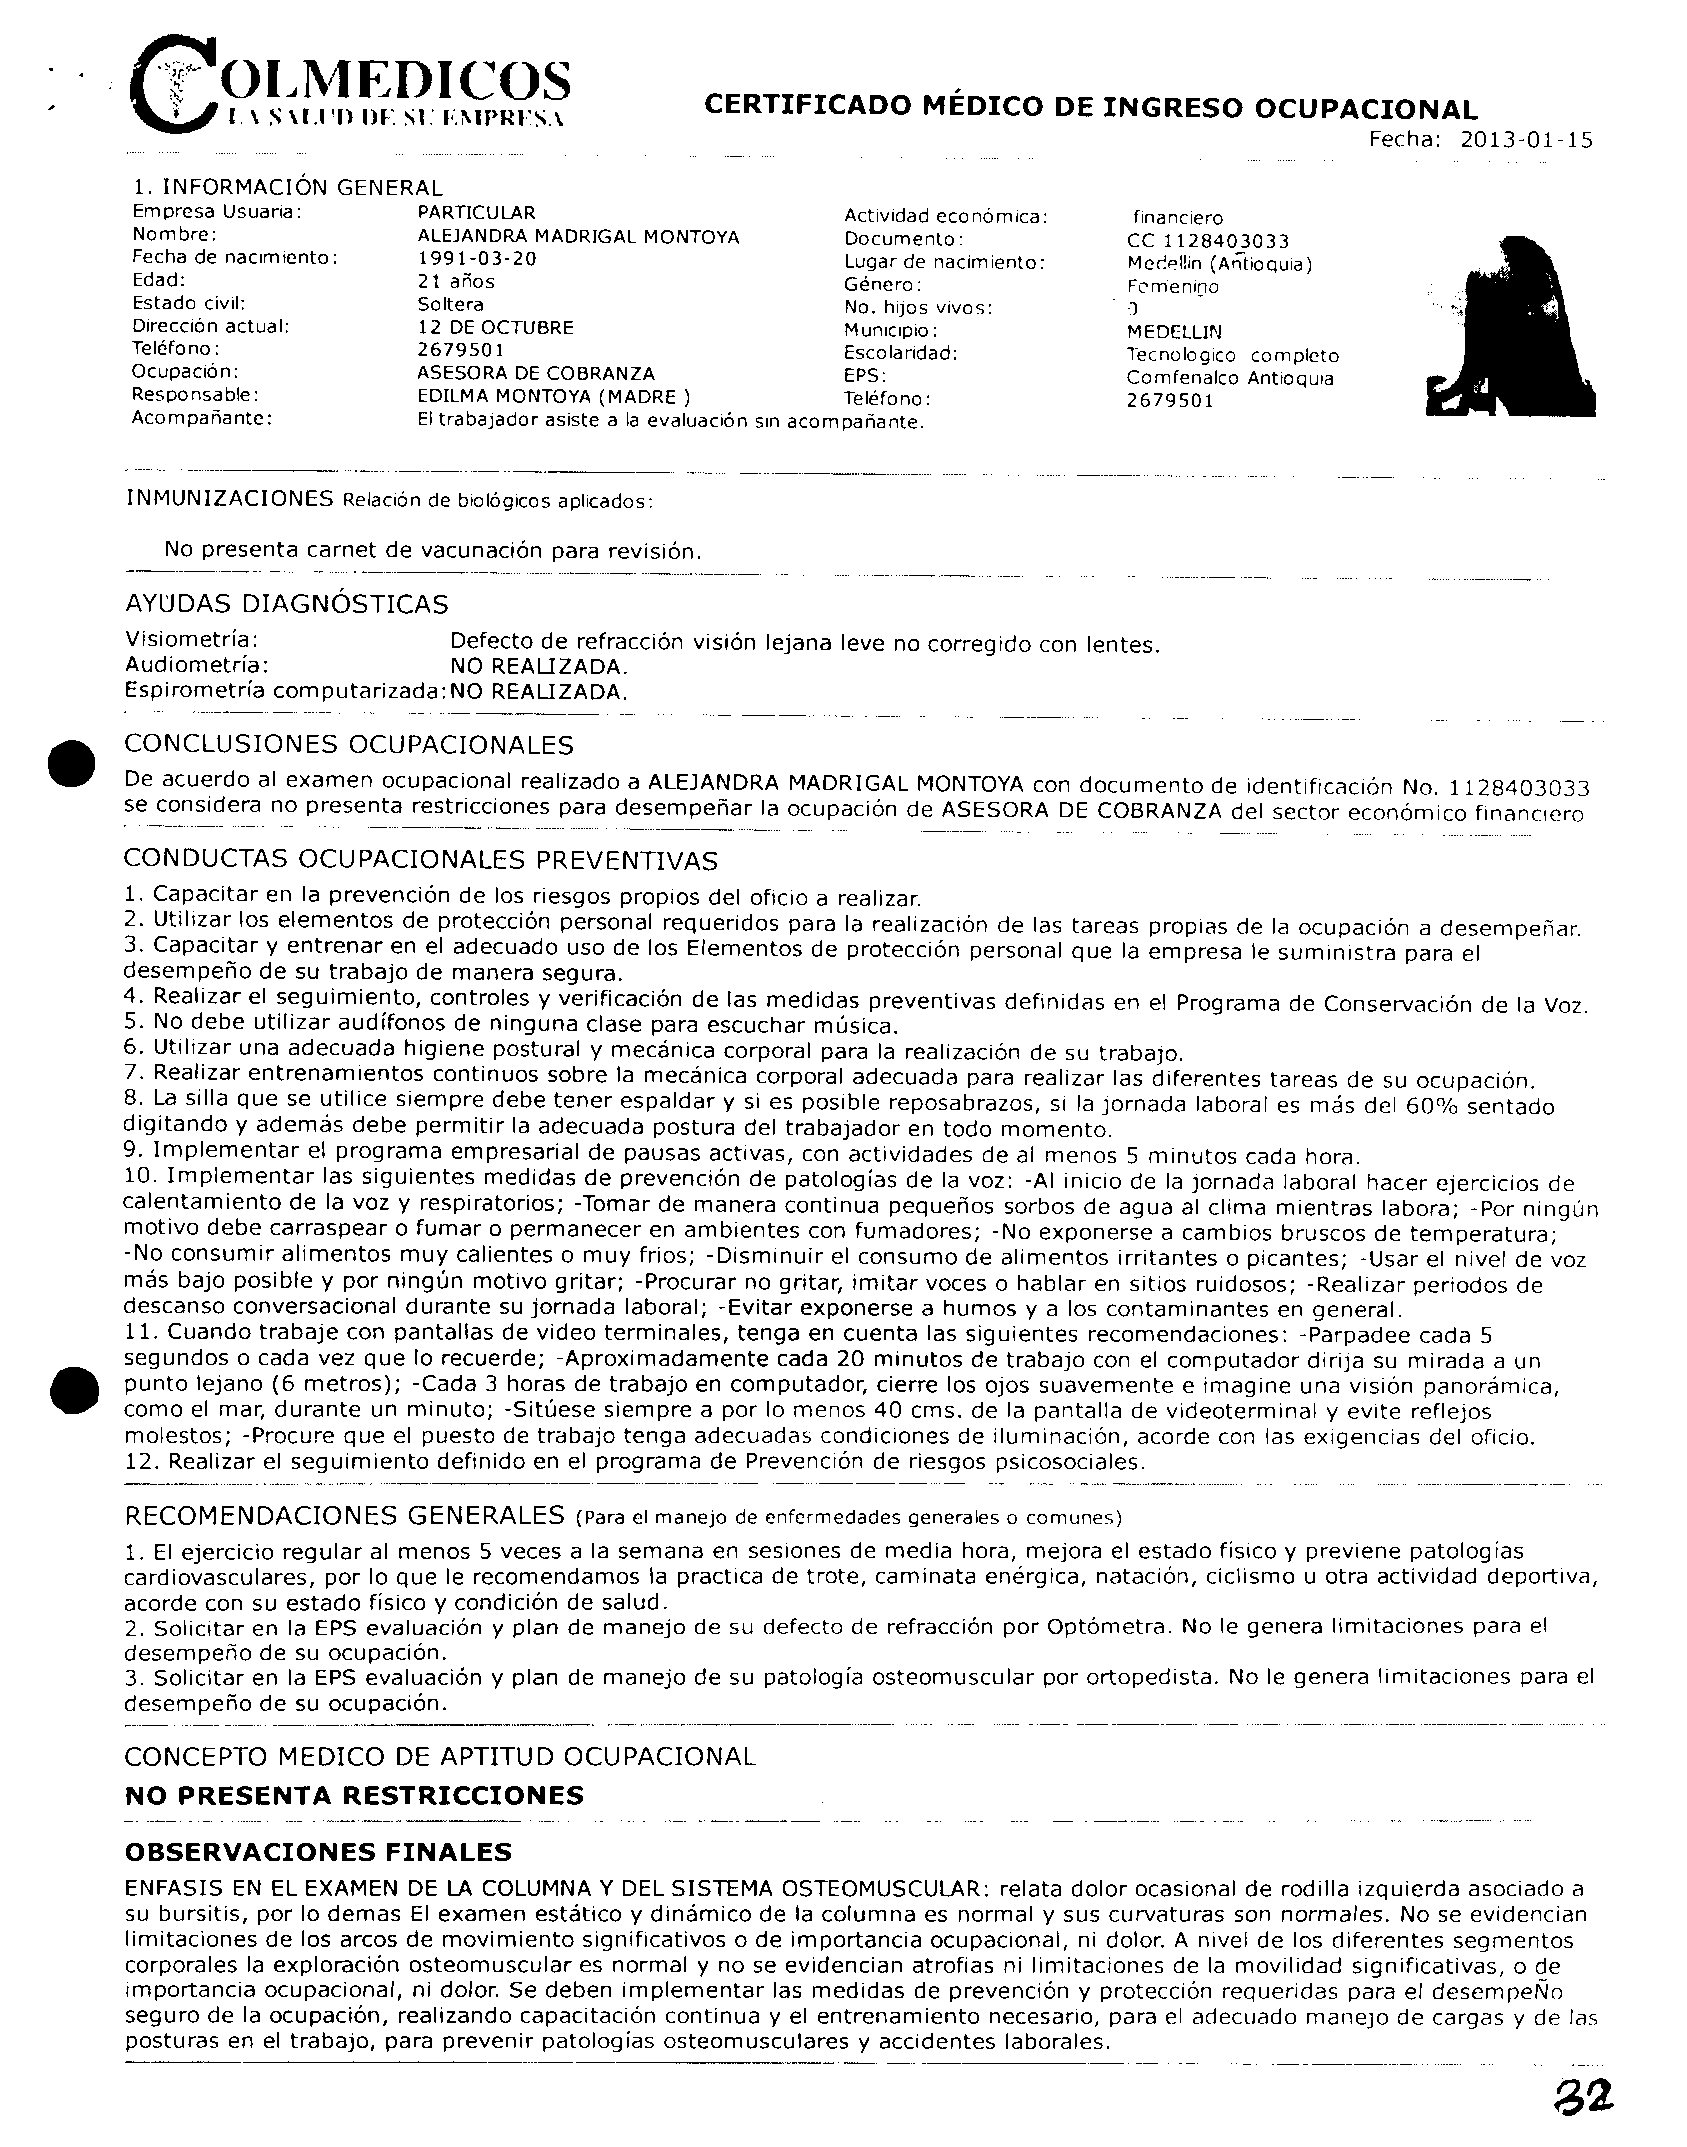 COLMEDICOS
LA SALUD DE SU EMPRESA
CERTIFICADO MÉDICO DE INGRESO OCUPACIONAL
Fecha: 2013-01-15
1. INFORMACIÓN GENERAL
Empresa Usuaria: PARTICULAR Actividad económica: financiero
Nombre: ALEJANDRA MADRIGAL MONTOYA Documento: CC 1128403033
Fecha de nacimiento: 1991-03-20 Lugar de nacimiento: Medellin (Antioquia)
Edad: 21 años Género: Femenino
Estado civil: Soltera No. hijos vivos: 0
Dirección actual: 12 DE OCTUBRE Municipio: MEDELLIN
Teléfono: 2679501 Escolaridad: Tecnologico completo
Ocupación: ASESORA DE COBRANZA EPS: Comfenalco Antioquia
Responsable: EDILMA MONTOYA (MADRE ) Teléfono: 2679501
Acompañante: El trabajador asiste a la evaluación sin acompañante.
INMUNIZACIONES Relación de biológicos aplicados:
No presenta carnet de vacunación para revisión.
AYUDAS DIAGNÓSTICAS
Visiometría: Defecto de refracción visión lejana leve no corregido con lentes.
Audiometría: NO REALIZADA.
Espirometría computarizada: NO REALIZADA.
CONCLUSIONES OCUPACIONALES
De acuerdo al examen ocupacional realizado a ALEJANDRA MADRIGAL MONTOYA con documento de identificación No. 1128403033
se considera no presenta restricciones para desempeñar la ocupación de ASESORA DE COBRANZA del sector económico financiero
CONDUCTAS OCUPACIONALES PREVENTIVAS
1. Capacitar en la prevención de los riesgos propios del oficio a realizar.
2. Utilizar los elementos de protección personal requeridos para la realización de las tareas propias de la ocupación a desempeñar.
3. Capacitar y entrenar en el adecuado uso de los Elementos de protección personal que la empresa le suministra para el
desempeño de su trabajo de manera segura.
4. Realizar el seguimiento, controles y verificación de las medidas preventivas definidas en el Programa de Conservación de la Voz.
5. No debe utilizar audífonos de ninguna clase para escuchar música.
6. Utilizar una adecuada higiene postural y mecánica corporal para la realización de su trabajo.
7. Realizar entrenamientos continuos sobre la mecánica corporal adecuada para realizar las diferentes tareas de su ocupación.
8. La silla que se utilice siempre debe tener espaldar y si es posible reposabrazos, si la jornada laboral es más del 60% sentado
digitando y además debe permitir la adecuada postura del trabajador en todo momento.
9. Implementar el programa empresarial de pausas activas, con actividades de al menos 5 minutos cada hora.
10. Implementar las siguientes medidas de prevención de patologías de la voz: -Al inicio de la jornada laboral hacer ejercicios de
calentamiento de la voz y respiratorios; -Tomar de manera continua pequeños sorbos de agua al clima mientras labora; -Por ningún
motivo debe carraspear o fumar o permanecer en ambientes con fumadores; -No exponerse a cambios bruscos de temperatura;
-No consumir alimentos muy calientes o muy frios; -Disminuir el consumo de alimentos irritantes o picantes; -Usar el nivel de voz
más bajo posible y por ningún motivo gritar; -Procurar no gritar, imitar voces o hablar en sitios ruidosos; -Realizar periodos de
descanso conversacional durante su jornada laboral; -Evitar exponerse a humos y a los contaminantes en general.
11. Cuando trabaje con pantallas de video terminales, tenga en cuenta las siguientes recomendaciones: -Parpadee cada 5
segundos o cada vez que lo recuerde; -Aproximadamente cada 20 minutos de trabajo con el computador dirija su mirada a un
punto lejano (6 metros); -Cada 3 horas de trabajo en computador, cierre los ojos suavemente e imagine una visión panorámica,
como el mar, durante un minuto; -Sitúese siempre a por lo menos 40 cms. de la pantalla de videoterminal y evite reflejos
molestos; -Procure que el puesto de trabajo tenga adecuadas condiciones de iluminación, acorde con las exigencias del oficio.
12. Realizar el seguimiento definido en el programa de Prevención de riesgos psicosociales.
RECOMENDACIONES GENERALES (Para el manejo de enfermedades generales o comunes)
1. El ejercicio regular al menos 5 veces a la semana en sesiones de media hora, mejora el estado físico y previene patologías
cardiovasculares, por lo que le recomendamos la practica de trote, caminata enérgica, natación, ciclismo u otra actividad deportiva,
acorde con su estado físico y condición de salud.
2. Solicitar en la EPS evaluación y plan de manejo de su defecto de refracción por Optómetra. No le genera limitaciones para el
desempeño de su ocupación.
3. Solicitar en la EPS evaluación y plan de manejo de su patología osteomuscular por ortopedista. No le genera limitaciones para el
desempeño de su ocupación.
CONCEPTO MEDICO DE APTITUD OCUPACIONAL
NO PRESENTA RESTRICCIONES
OBSERVACIONES FINALES
ENFASIS EN EL EXAMEN DE LA COLUMNA Y DEL SISTEMA OSTEOMUSCULAR: relata dolor ocasional de rodilla izquierda asociado a
su bursitis, por lo demas El examen estático y dinámico de la columna es normal y sus curvaturas son normales. No se evidencian
limitaciones de los arcos de movimiento significativos o de importancia ocupacional, ni dolor. A nivel de los diferentes segmentos
corporales la exploración osteomuscular es normal y no se evidencian atrofias ni limitaciones de la movilidad significativas, o de
importancia ocupacional, ni dolor. Se deben implementar las medidas de prevención y protección requeridas para el desempeÑo
seguro de la ocupación, realizando capacitación continua y el entrenamiento necesario, para el adecuado manejo de cargas y de las
posturas en el trabajo, para prevenir patologías osteomusculares y accidentes laborales.
32